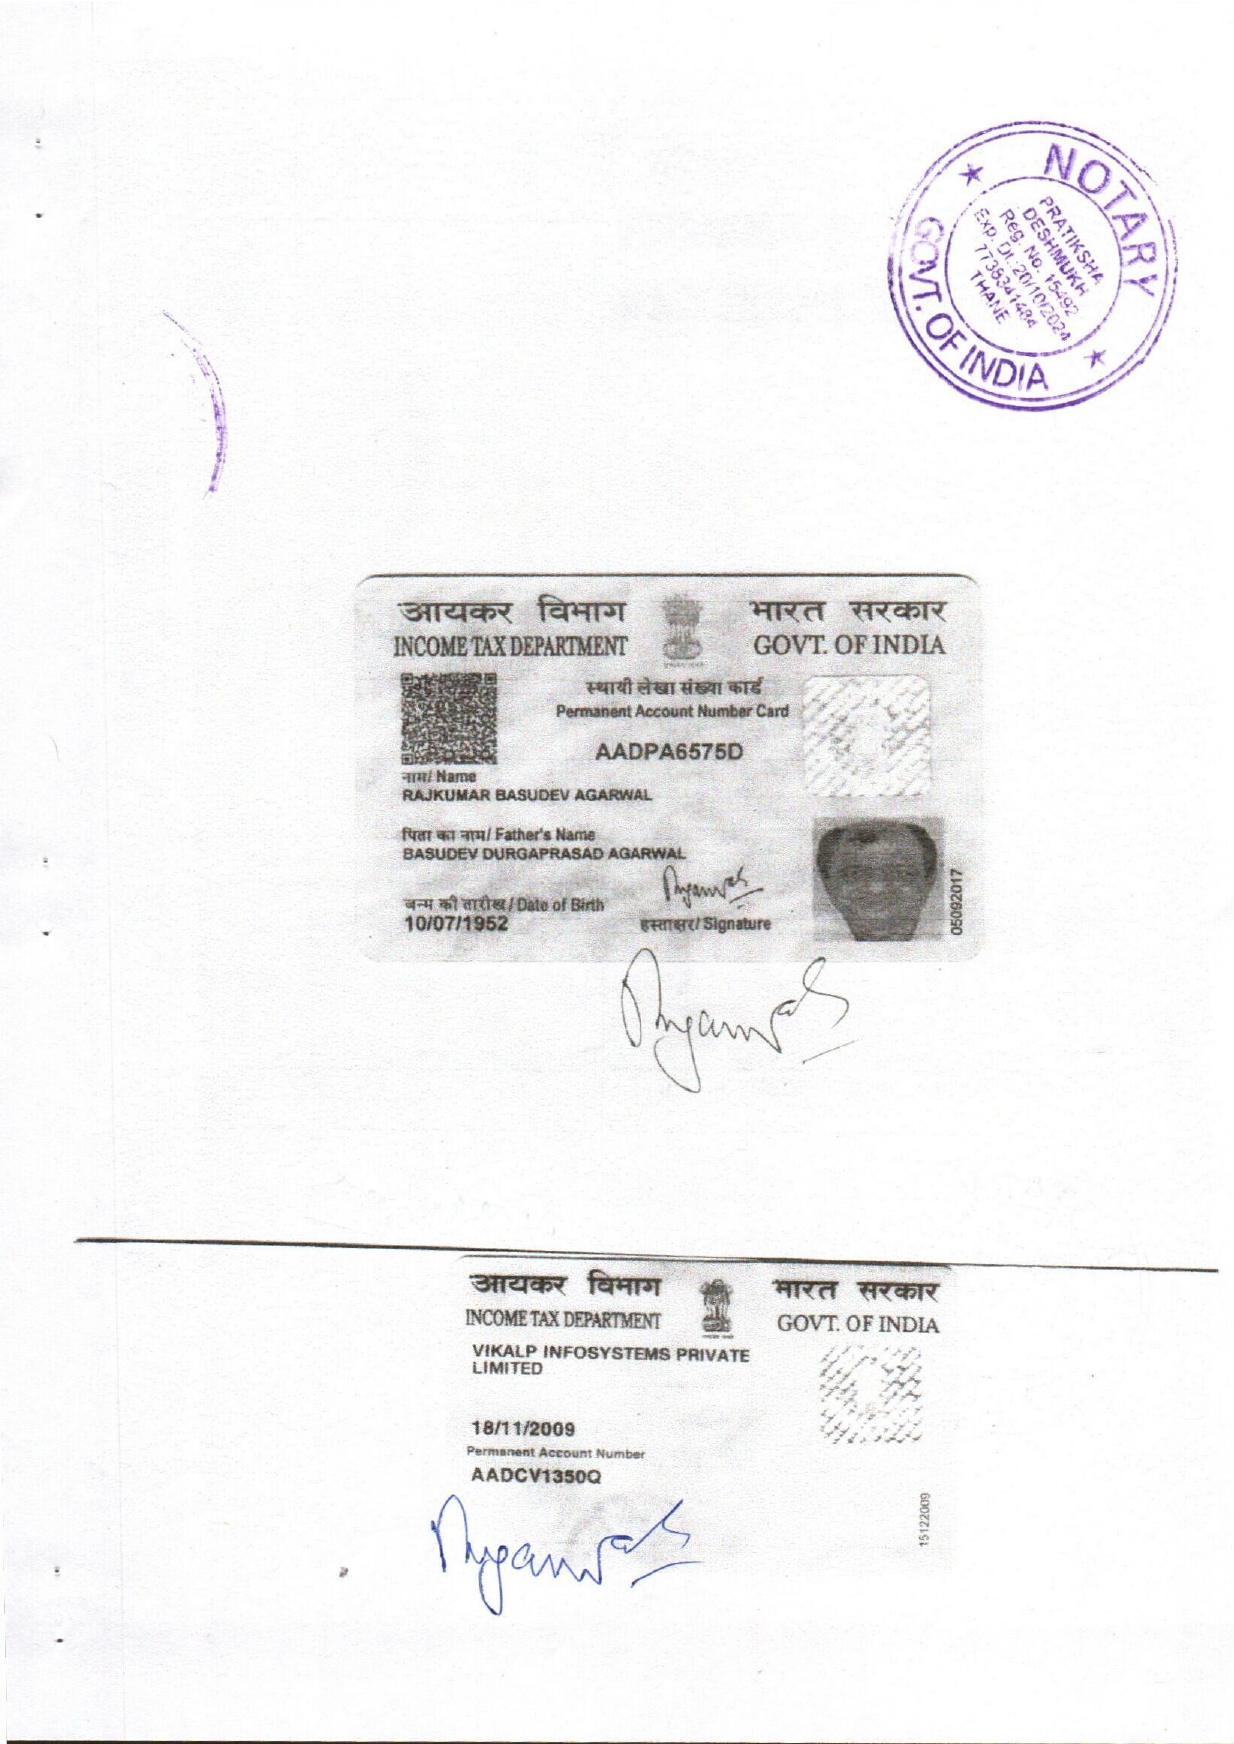 NOTARY
GOVT. OF INDIA
PRATIKSHA
DESHMUKH
Reg. No. 15492
Exp. Dt. 20/10/2024
7738341484
THANE
आयकर विभाग
INCOME TAX DEPARTMENT
भारत सरकार
GOVT. OF INDIA
स्थायी लेखा संख्या कार्ड
Permanent Account Number Card
AADPA6575D
नाम/ Name
RAJKUMAR BASUDEV AGARWAL
पिता का नाम/ Father's Name
BASUDEV DURGAPRASAD AGARWAL
जन्म की तारीख/ Date of Birth
10/07/1952
हस्ताक्षर/ Signature
05092017
आयकर विभाग
INCOME TAX DEPARTMENT
भारत सरकार
GOVT. OF INDIA
VIKALP INFOSYSTEMS PRIVATE
LIMITED
18/11/2009
Permanent Account Number
AADCV1350Q
15122009